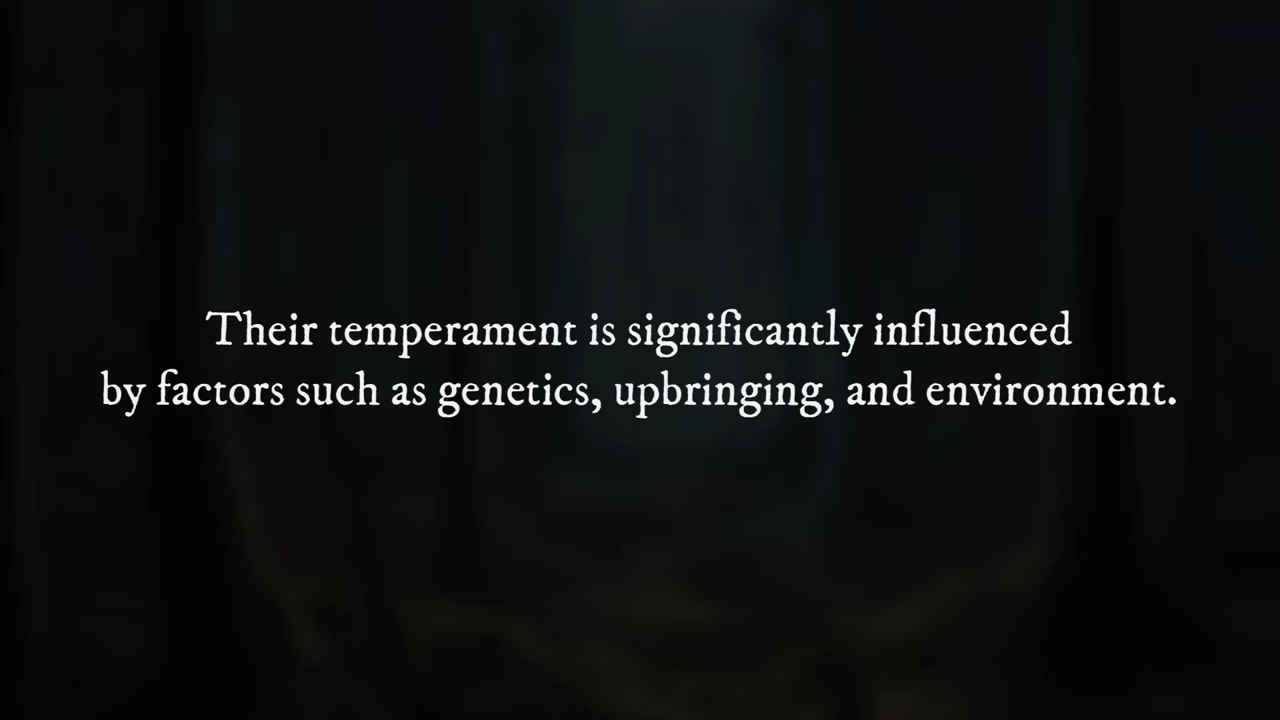 Their temperament is significantly influenced
by factors such as genetics, upbringing, and environment.